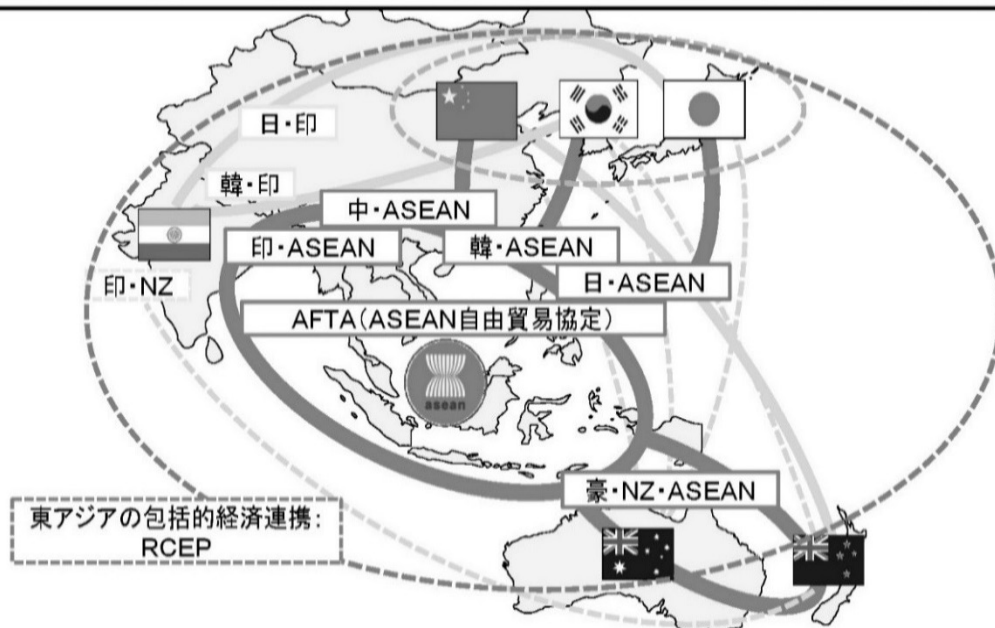 日・印
韓・印
中・ASEAN
印・ASEAN
韓・ASEAN
印・NZ
日・ASEAN
AFTA(ASEAN自由貿易協定)
asean
豪・NZ・ASEAN
東アジアの包括的経済連携:
RCEP